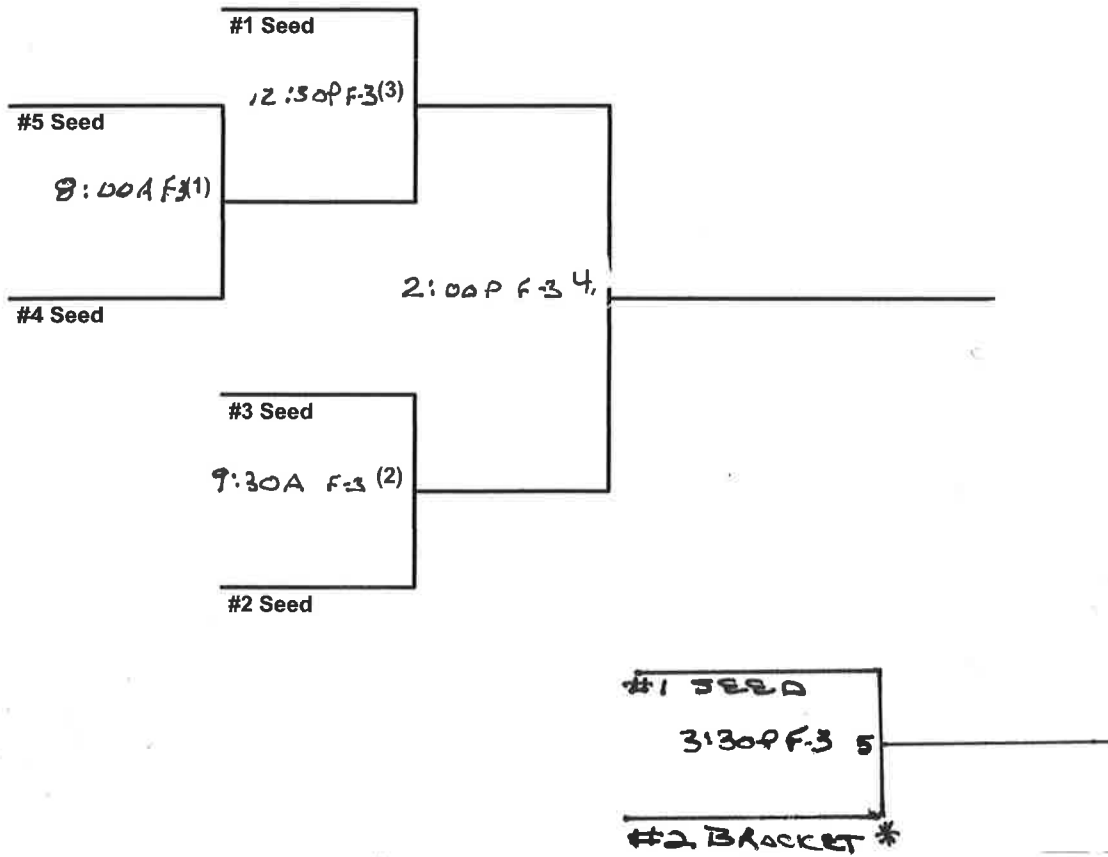 #1 Seed
12:30P F-3 (3)
#5 Seed
8:00A F-3 (1)
2:00P F-3 4.
#4 Seed
#3 Seed
9:30A F-3 (2)
#2 Seed
#1 SEED
3:30P F-3 5
#2 BRACKET *